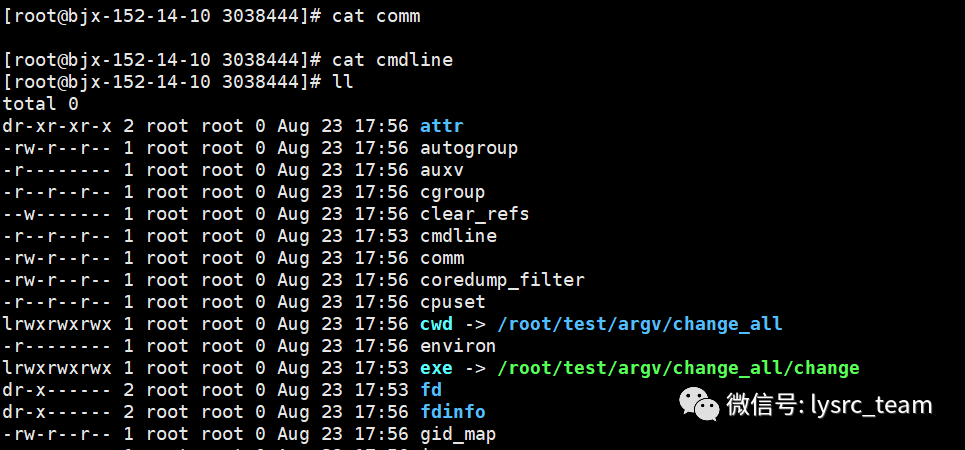 [root@bjx-152-14-10 3038444]# cat comm
[root@bjx-152-14-10 3038444]# cat cmdline
[root@bjx-152-14-10 3038444]# ll
total 0
dr-xr-xr-x 2 root root 0 Aug 23 17:56 attr
-rw-r--r-- 1 root root 0 Aug 23 17:56 autogroup
-r-------- 1 root root 0 Aug 23 17:56 auxv
-r--r--r-- 1 root root 0 Aug 23 17:56 cgroup
--w------- 1 root root 0 Aug 23 17:56 clear_refs
-r--r--r-- 1 root root 0 Aug 23 17:53 cmdline
-rw-r--r-- 1 root root 0 Aug 23 17:56 comm
-rw-r--r-- 1 root root 0 Aug 23 17:56 coredump_filter
-r--r--r-- 1 root root 0 Aug 23 17:56 cpuset
lrwxrwxrwx 1 root root 0 Aug 23 17:56 cwd -> /root/test/argv/change_all
-r-------- 1 root root 0 Aug 23 17:56 environ
lrwxrwxrwx 1 root root 0 Aug 23 17:53 exe -> /root/test/argv/change_all/change
dr-x------ 2 root root 0 Aug 23 17:53 fd
dr-x------ 2 root root 0 Aug 23 17:56 fdinfo
-rw-r--r-- 1 root root 0 Aug 23 17:56 gid_map
微信号: lysrc_team